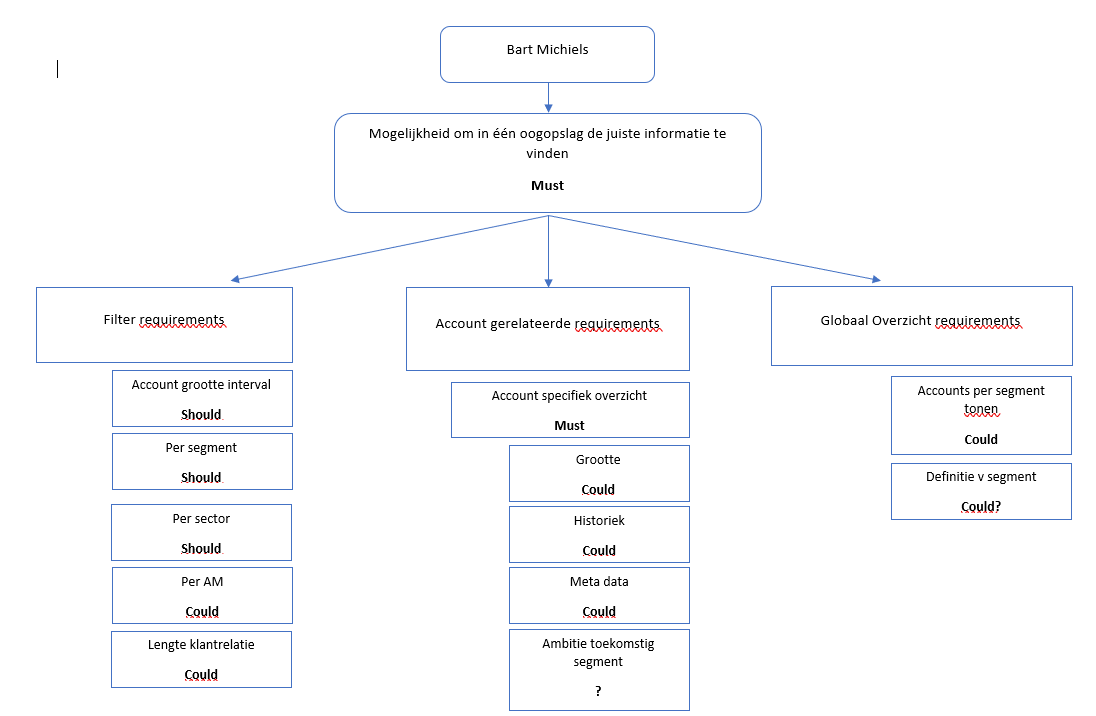 Bart Michiels
Mogelijkheid om in één oogopslag de juiste informatie te
vinden
Must
Filter requirements
Account grootte interval
Should
Per segment
Should
Per sector
Should
Per AM
Could
Lengte klantrelatie
Could
Account gerelateerde requirements
Account specifiek overzicht
Must
Grootte
Could
Historiek
Could
Meta data
Could
Ambitie toekomstig
segment
?
Globaal Overzicht requirements
Accounts per segment
tonen
Could
Definitie v segment
Could?